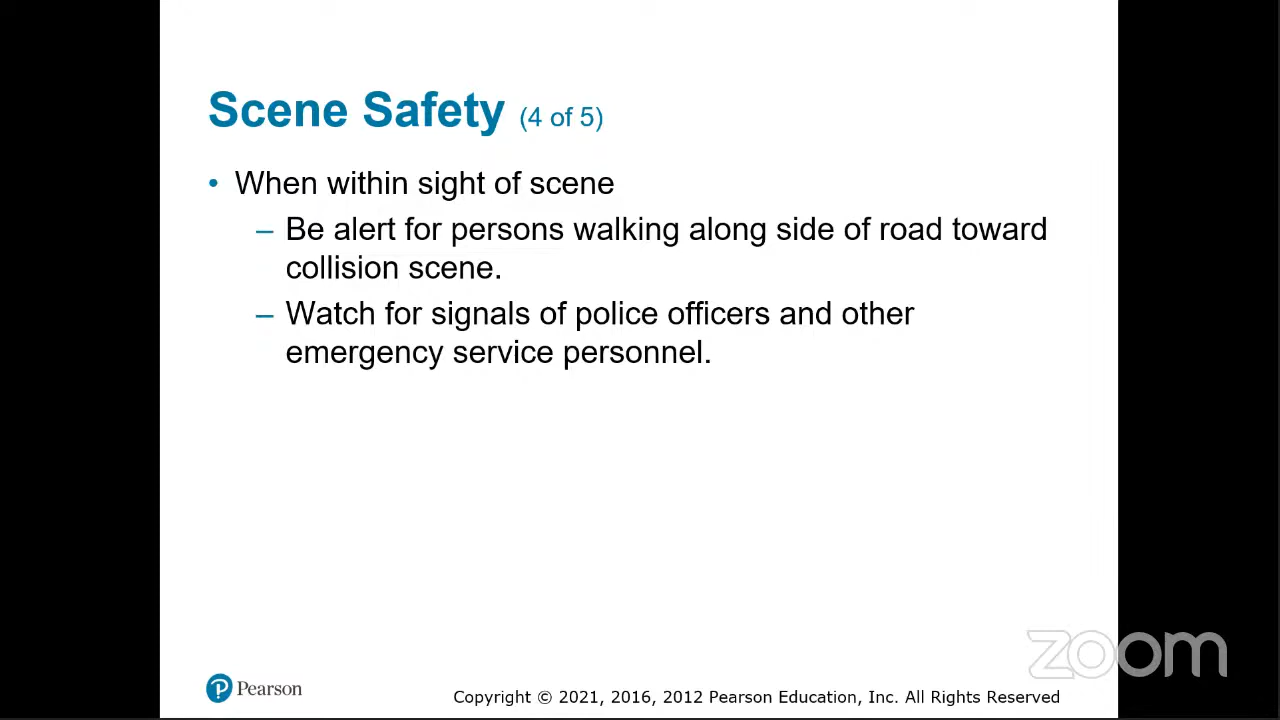 Scene Safety (4 of 5)
• When within sight of scene
– Be alert for persons walking along side of road toward
collision scene.
– Watch for signals of police officers and other
emergency service personnel.
zoom
Pearson
Copyright © 2021, 2016, 2012 Pearson Education, Inc. All Rights Reserved